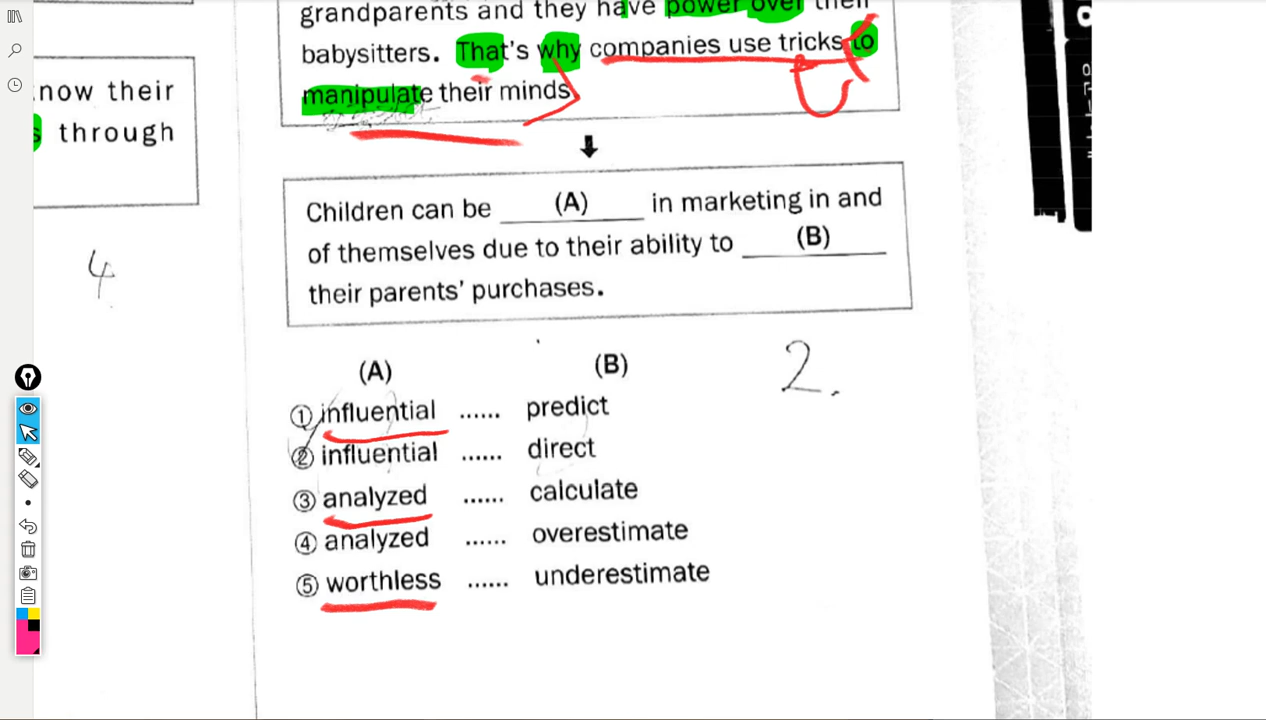 grandparents and they have power over their
babysitters. That's why companies use tricks to
manipulate their minds.
now their
s through
Children can be (A) in marketing in and
of themselves due to their ability to (B)
their parents' purchases.
4
2.
(A) (B)
① influential ...... predict
② influential ...... direct
③ analyzed ...... calculate
④ analyzed ...... overestimate
⑤ worthless ...... underestimate